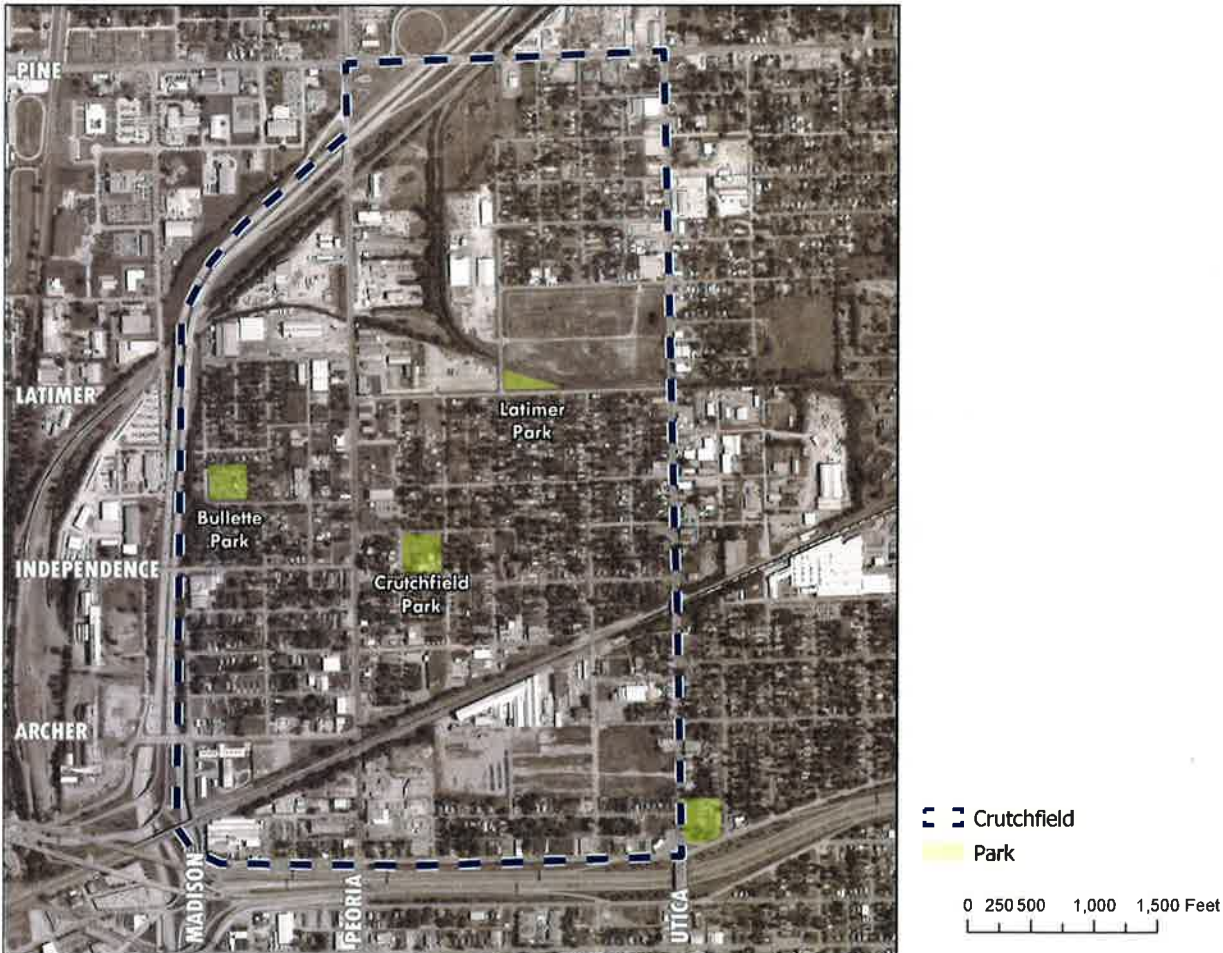 PINE
LATIMER
Latimer
Park
Bullette
Park
INDEPENDENCE
Crutchfield
Park
ARCHER
MADISON
PEORIA
UTICA
Crutchfield
Park
0 250 500 1,000 1,500 Feet